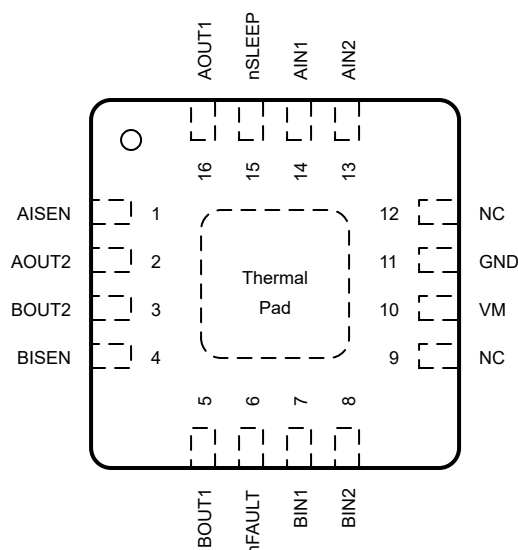 AOUT1
nSLEEP
AIN1
AIN2
16
15
14
13
AISEN 1
AOUT2 2
BOUT2 3
BISEN 4
Thermal
Pad
12 NC
11 GND
10 VM
9 NC
5
6
7
8
BOUT1
nFAULT
BIN1
BIN2